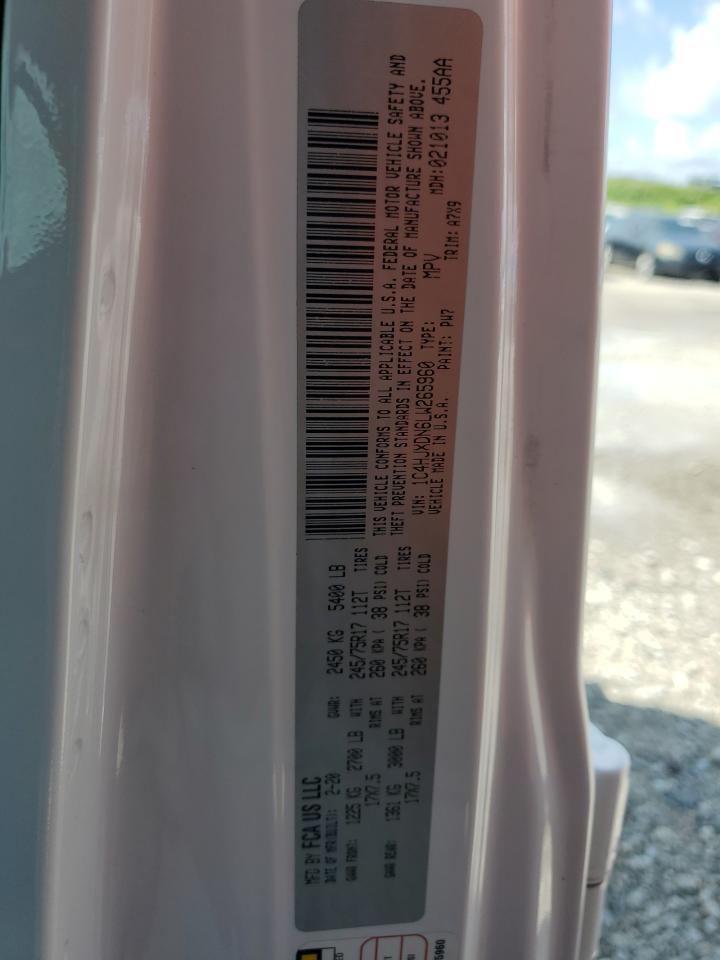 MFD BY FCA US LLC
DATE OF MFR(BUILT): 2-20 GVWR: 2450 KG 5400 LB
GAWR FRONT: 1225 KG 2700 LB WITH 245/75R17 112T TIRES
17X7.5 RIMS AT 260 KPA ( 38 PSI) COLD
GAWR REAR: 1361 KG 3000 LB WITH 245/75R17 112T TIRES
17X7.5 RIMS AT 260 KPA ( 38 PSI) COLD
THIS VEHICLE CONFORMS TO ALL APPLICABLE U.S.A. FEDERAL MOTOR VEHICLE SAFETY AND
THEFT PREVENTION STANDARDS IN EFFECT ON THE DATE OF MANUFACTURE SHOWN ABOVE.
VIN: 1C4HJXDN6LW265960 TYPE: MPV MDH:021013 455AA
VEHICLE MADE IN U.S.A. PAINT: PW7 TRIM: A7X9